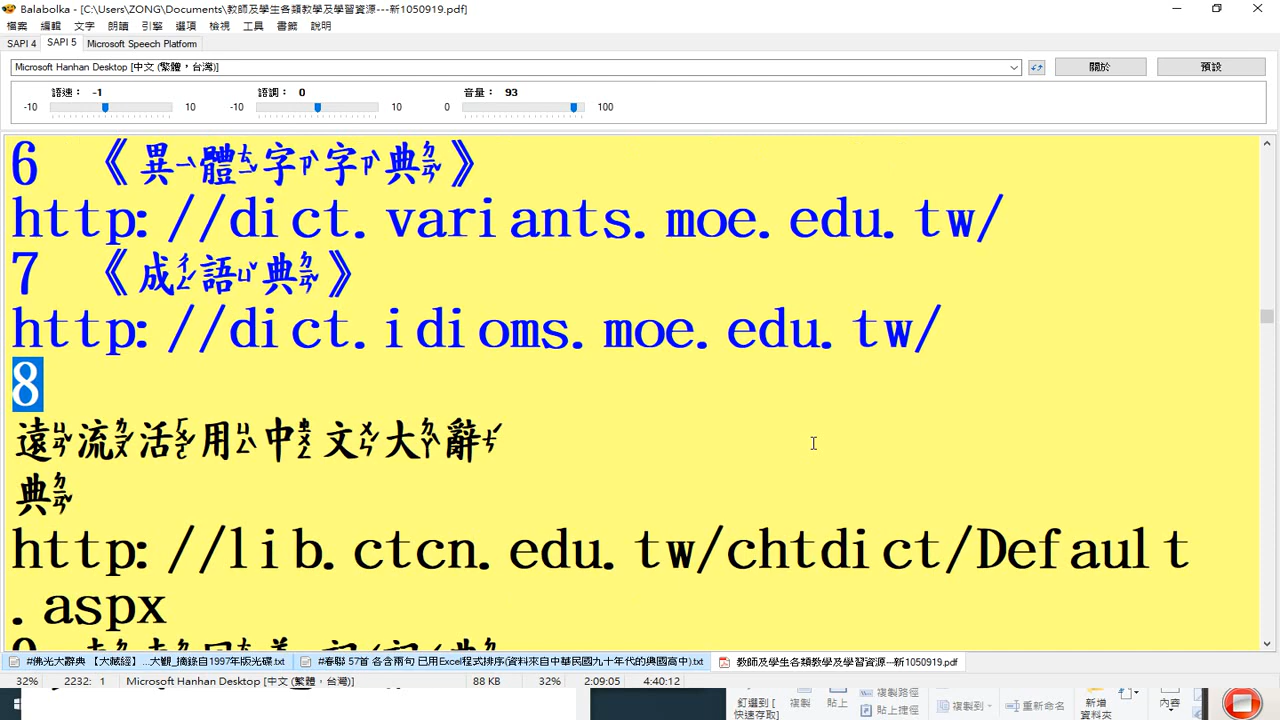 Balabolka - [C:\Users\ZONG\Documents\教師及學生各類教學及學習資源---新1050919.pdf]
檔案 編輯 文字 朗讀 引擎 選項 檢視 工具 書籤 說明
SAPI 4 SAPI 5 Microsoft Speech Platform
Microsoft Hanhan Desktop [中文 (繁體，台灣)] 關於 預設
語速： -1 語調： 0 音量： 93
-10 10 -10 10 0 100
6 《異體字字典》
http://dict.variants.moe.edu.tw/
7 《成語典》
http://dict.idioms.moe.edu.tw/
8
遠流活用中文大辭
典
http://lib.ctcn.edu.tw/chtdict/Default
.aspx
#佛光大辭典 【大藏經】...大觀_摘錄自1997年版光碟.txt #春聯 57首 各含兩句 已用Excel程式排序(資料來自中華民國九十年代的興國高中).txt 教師及學生各類教學及學習資源---新1050919.pdf
32% 2232: 1 Microsoft Hanhan Desktop [中文 (繁體，台灣)] 88 KB 32% 2:09:05 4:40:12
釘選到 [ 複製 貼上 複製路徑 貼上捷徑 複製到 重新命名 新增 內容
快速存取] 資料夾